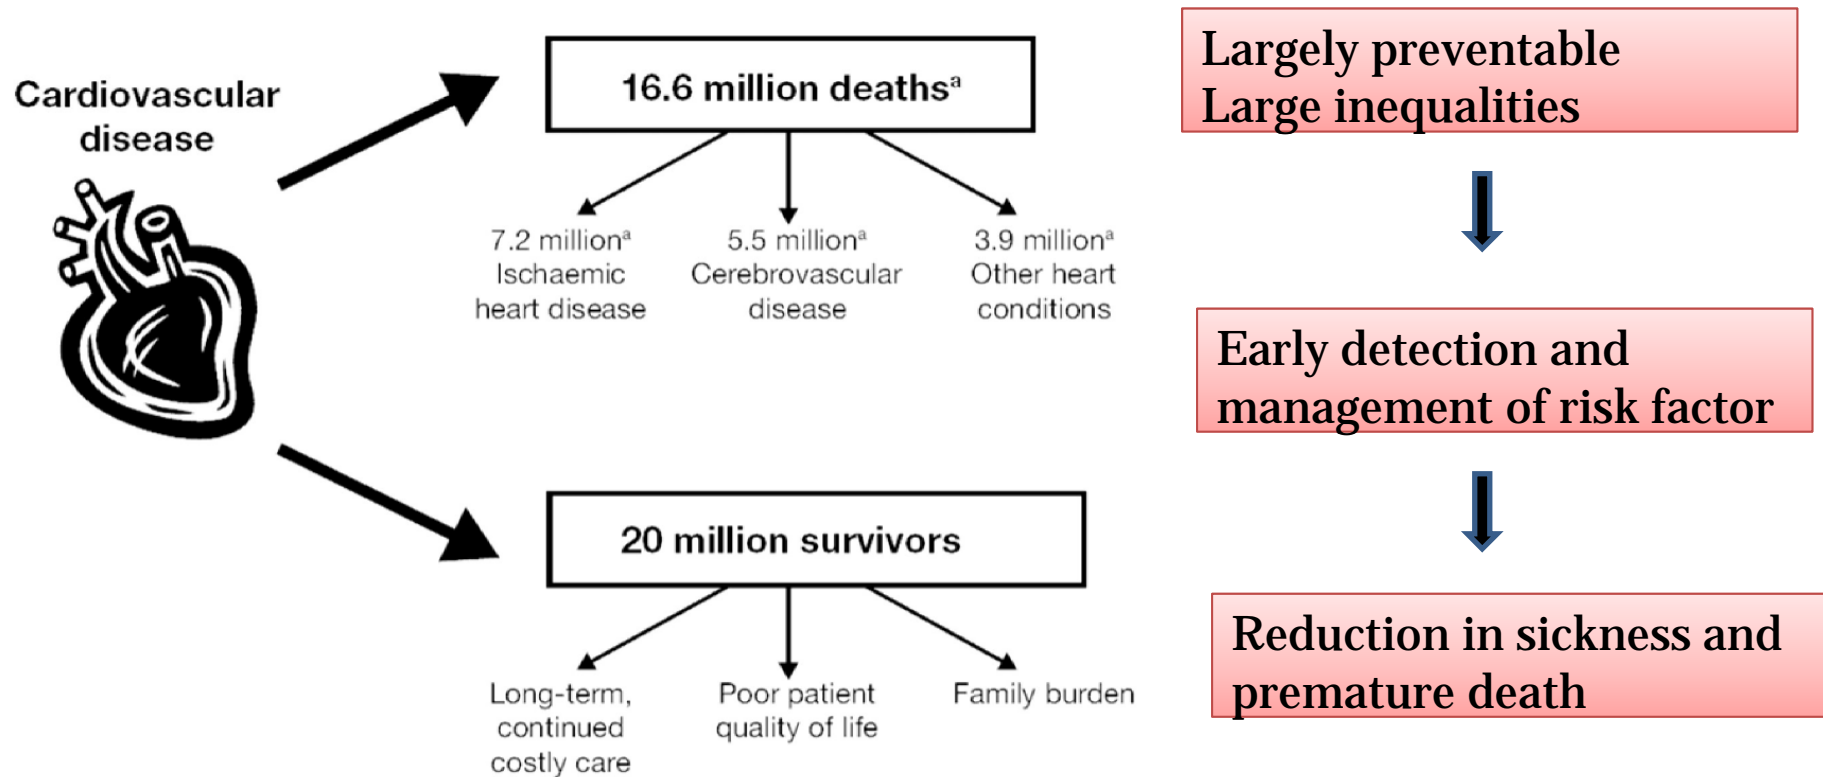 Cardiovascular
disease
16.6 million deathsᵃ
7.2 millionᵃ
Ischaemic
heart disease
5.5 millionᵃ
Cerebrovascular
disease
3.9 millionᵃ
Other heart
conditions
20 million survivors
Long-term,
continued
costly care
Poor patient
quality of life
Family burden
Largely preventable
Large inequalities
Early detection and
management of risk factor
Reduction in sickness and
premature death